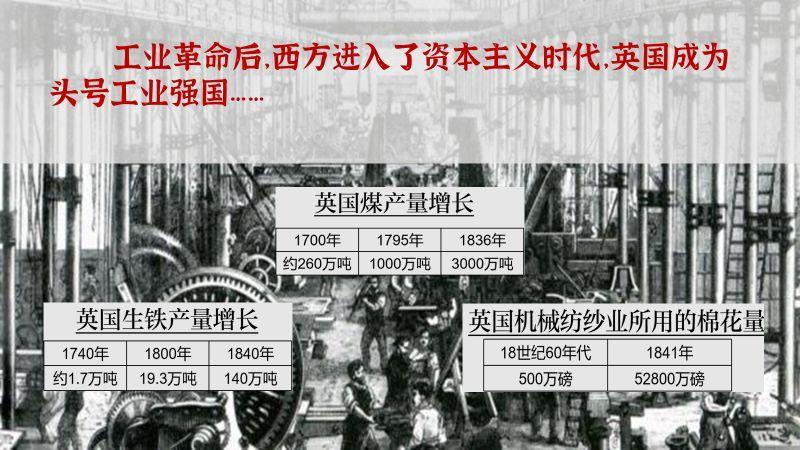 工业革命后,西方进入了资本主义时代,英国成为
头号工业强国……
英国煤产量增长
1700年 1795年 1836年
约260万吨 1000万吨 3000万吨
英国生铁产量增长
1740年 1800年 1840年
约1.7万吨 19.3万吨 140万吨
英国机械纺纱业所用的棉花量
18世纪60年代 1841年
500万磅 52800万磅